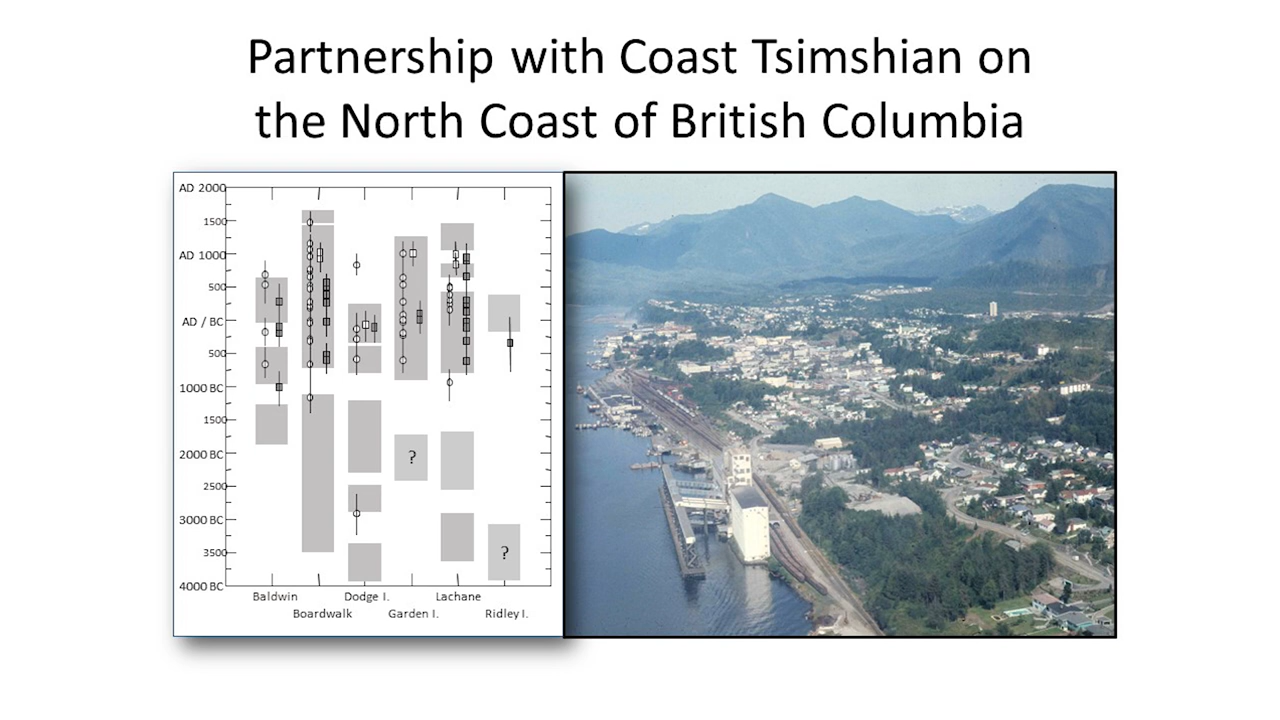 Partnership with Coast Tsimshian on
the North Coast of British Columbia
AD 2000
1500
AD 1000
500
AD / BC
500
1000 BC
1500
2000 BC
2500
3000 BC
3500
4000 BC
?
?
Baldwin
Boardwalk
Dodge I.
Garden I.
Lachane
Ridley I.